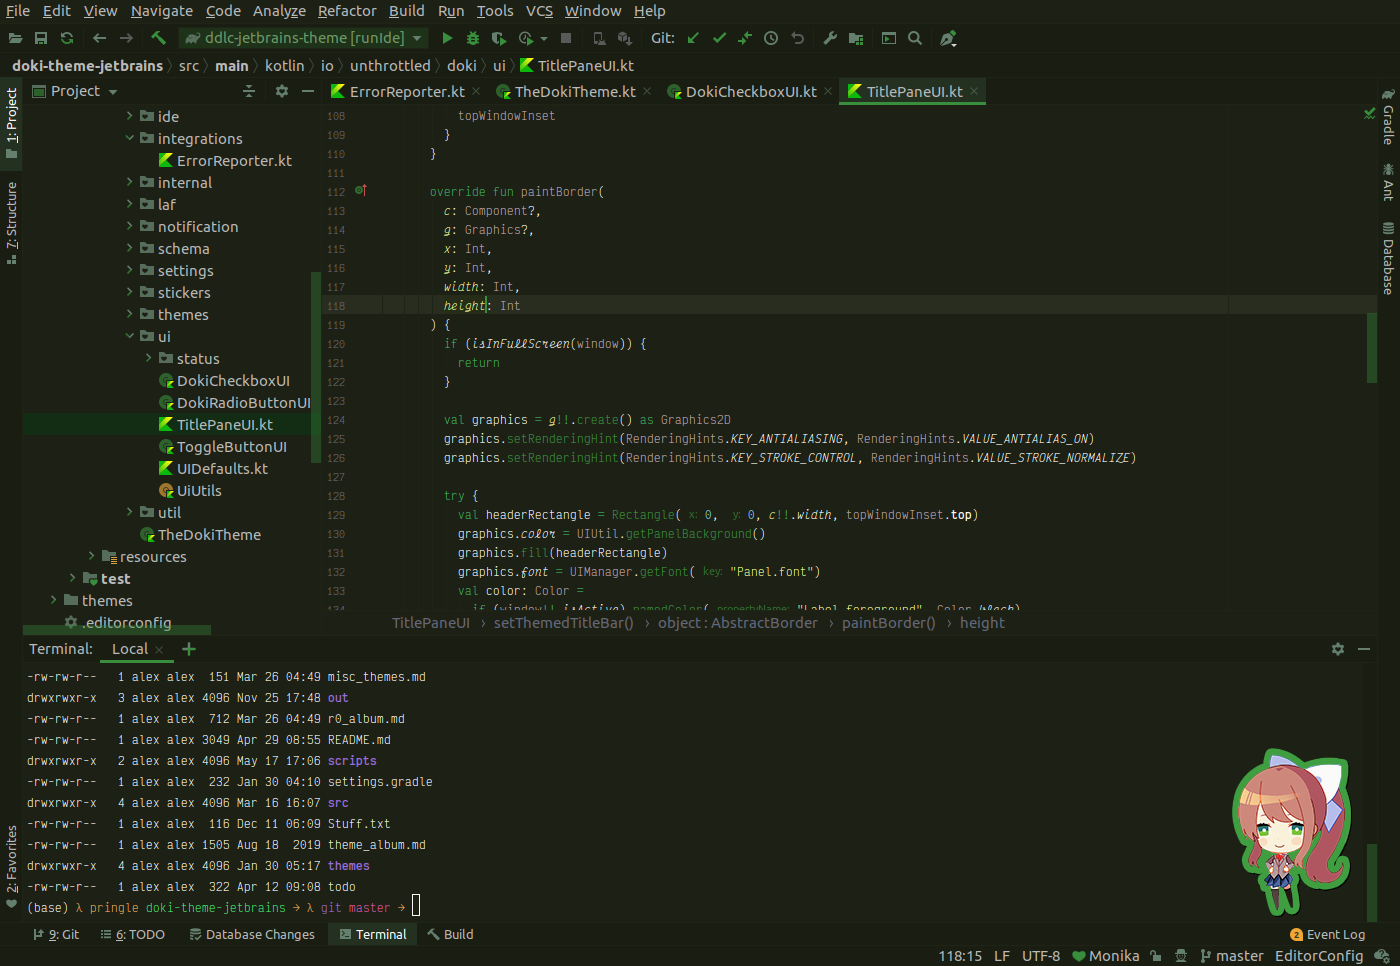 File Edit View Navigate Code Analyze Refactor Build Run Tools VCS Window Help
ddlc-jetbrains-theme [runIde] Git:
doki-theme-jetbrains src main kotlin io unthrottled doki ui TitlePaneUI.kt
Project ErrorReporter.kt TheDokiTheme.kt DokiCheckboxUI.kt TitlePaneUI.kt
1: Project
7: Structure
2: Favorites
ide
integrations
ErrorReporter.kt
internal
laf
notification
schema
settings
stickers
themes
ui
status
DokiCheckboxUI
DokiRadioButtonUI
TitlePaneUI.kt
ToggleButtonUI
UIDefaults.kt
UiUtils
util
TheDokiTheme
resources
test
themes
.editorconfig
108 topWindowInset
109 }
110 }
111
112 override fun paintBorder(
113 c: Component?,
114 g: Graphics?,
115 x: Int,
116 y: Int,
117 width: Int,
118 height: Int
119 ) {
120 if (isInFullScreen(window)) {
121 return
122 }
123
124 val graphics = g!!.create() as Graphics2D
125 graphics.setRenderingHint(RenderingHints.KEY_ANTIALIASING, RenderingHints.VALUE_ANTIALIAS_ON)
126 graphics.setRenderingHint(RenderingHints.KEY_STROKE_CONTROL, RenderingHints.VALUE_STROKE_NORMALIZE)
127
128 try {
129 val headerRectangle = Rectangle( x: 0, y: 0, c!!.width, topWindowInset.top)
130 graphics.color = UIUtil.getPanelBackground()
131 graphics.fill(headerRectangle)
132 graphics.font = UIManager.getFont( key: "Panel.font")
133 val color: Color =
134 if (window!!.isActive) namedColor( propertyName: "Label.foreground", Color.black)
TitlePaneUI › setThemedTitleBar() › object : AbstractBorder › paintBorder() › height
Gradle
Ant
Database
Terminal: Local
-rw-rw-r-- 1 alex alex 151 Mar 26 04:49 misc_themes.md
drwxrwxr-x 3 alex alex 4096 Nov 25 17:48 out
-rw-rw-r-- 1 alex alex 712 Mar 26 04:49 r0_album.md
-rw-rw-r-- 1 alex alex 3049 Apr 29 08:55 README.md
drwxrwxr-x 2 alex alex 4096 May 17 17:06 scripts
-rw-rw-r-- 1 alex alex 232 Jan 30 04:10 settings.gradle
drwxrwxr-x 4 alex alex 4096 Mar 16 16:07 src
-rw-rw-r-- 1 alex alex 116 Dec 11 06:09 Stuff.txt
-rw-rw-r-- 1 alex alex 1505 Aug 18 2019 theme_album.md
drwxrwxr-x 4 alex alex 4096 Jan 30 05:17 themes
-rw-rw-r-- 1 alex alex 322 Apr 12 09:08 todo
(base) λ pringle doki-theme-jetbrains → λ git master →
9: Git 6: TODO Database Changes Terminal Build 2 Event Log
118:15 LF UTF-8 Monika master EditorConfig